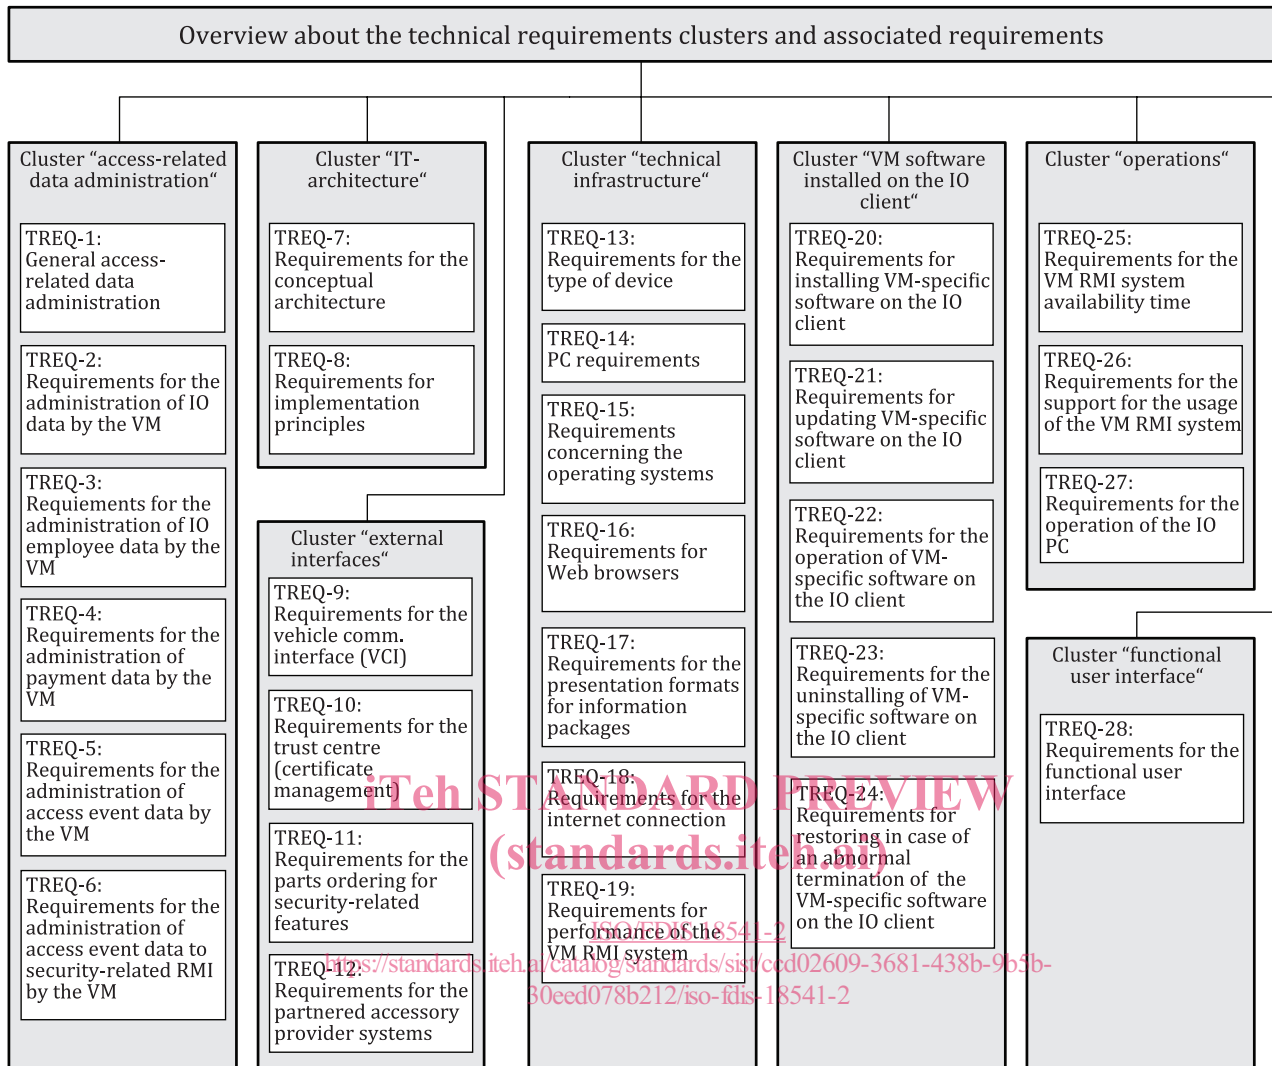 Overview about the technical requirements clusters and associated requirements
Cluster “access-related
data administration“
TREQ-1:
General access-
related data
administration
TREQ-2:
Requirements for the
administration of IO
data by the VM
TREQ-3:
Requiements for the
administration of IO
employee data by the
VM
TREQ-4:
Requirements for the
administration of
payment data by the
VM
TREQ-5:
Requirements for the
administration of
access event data by
the VM
TREQ-6:
Requirements for the
administration of
access event data to
security-related RMI
by the VM
Cluster “IT-
architecture“
TREQ-7:
Requirements for the
conceptual
architecture
TREQ-8:
Requirements for
implementation
principles
Cluster “external
interfaces“
TREQ-9:
Requirements for the
vehicle comm.
interface (VCI)
TREQ-10:
Requirements for the
trust centre
(certificate
management)
TREQ-11:
Requirements for the
parts ordering for
security-related
features
TREQ-12:
Requirements for the
partnered accessory
provider systems
Cluster “technical
infrastructure“
TREQ-13:
Requirements for the
type of device
TREQ-14:
PC requirements
TREQ-15:
Requirements
concerning the
operating systems
TREQ-16:
Requirements for
Web browsers
TREQ-17:
Requirements for the
presentation formats
for information
packages
TREQ-18:
Requirements for the
internet connection
TREQ-19:
Requirements for
performance of the
VM RMI system
Cluster “VM software
installed on the IO
client“
TREQ-20:
Requirements for
installing VM-specific
software on the IO
client
TREQ-21:
Requirements for
updating VM-specific
software on the IO
client
TREQ-22:
Requirements for the
operation of VM-
specific software on
the IO client
TREQ-23:
Requirements for the
uninstalling of VM-
specific software on
the IO client
TREQ-24:
Requirements for
restoring in case of
an abnormal
termination of the
VM-specific software
on the IO client
Cluster “operations“
TREQ-25:
Requirements for the
VM RMI system
availability time
TREQ-26:
Requirements for the
support for the usage
of the VM RMI system
TREQ-27:
Requirements for the
operation of the IO
PC
Cluster “functional
user interface“
TREQ-28:
Requirements for the
functional user
interface
iTeh STANDARD PREVIEW
(standards.iteh.ai)
ISO/FDIS 18541-2
https://standards.iteh.ai/catalog/standards/sist/ccd02609-3681-438b-9b5b-
30eed078b212/iso-fdis-18541-2